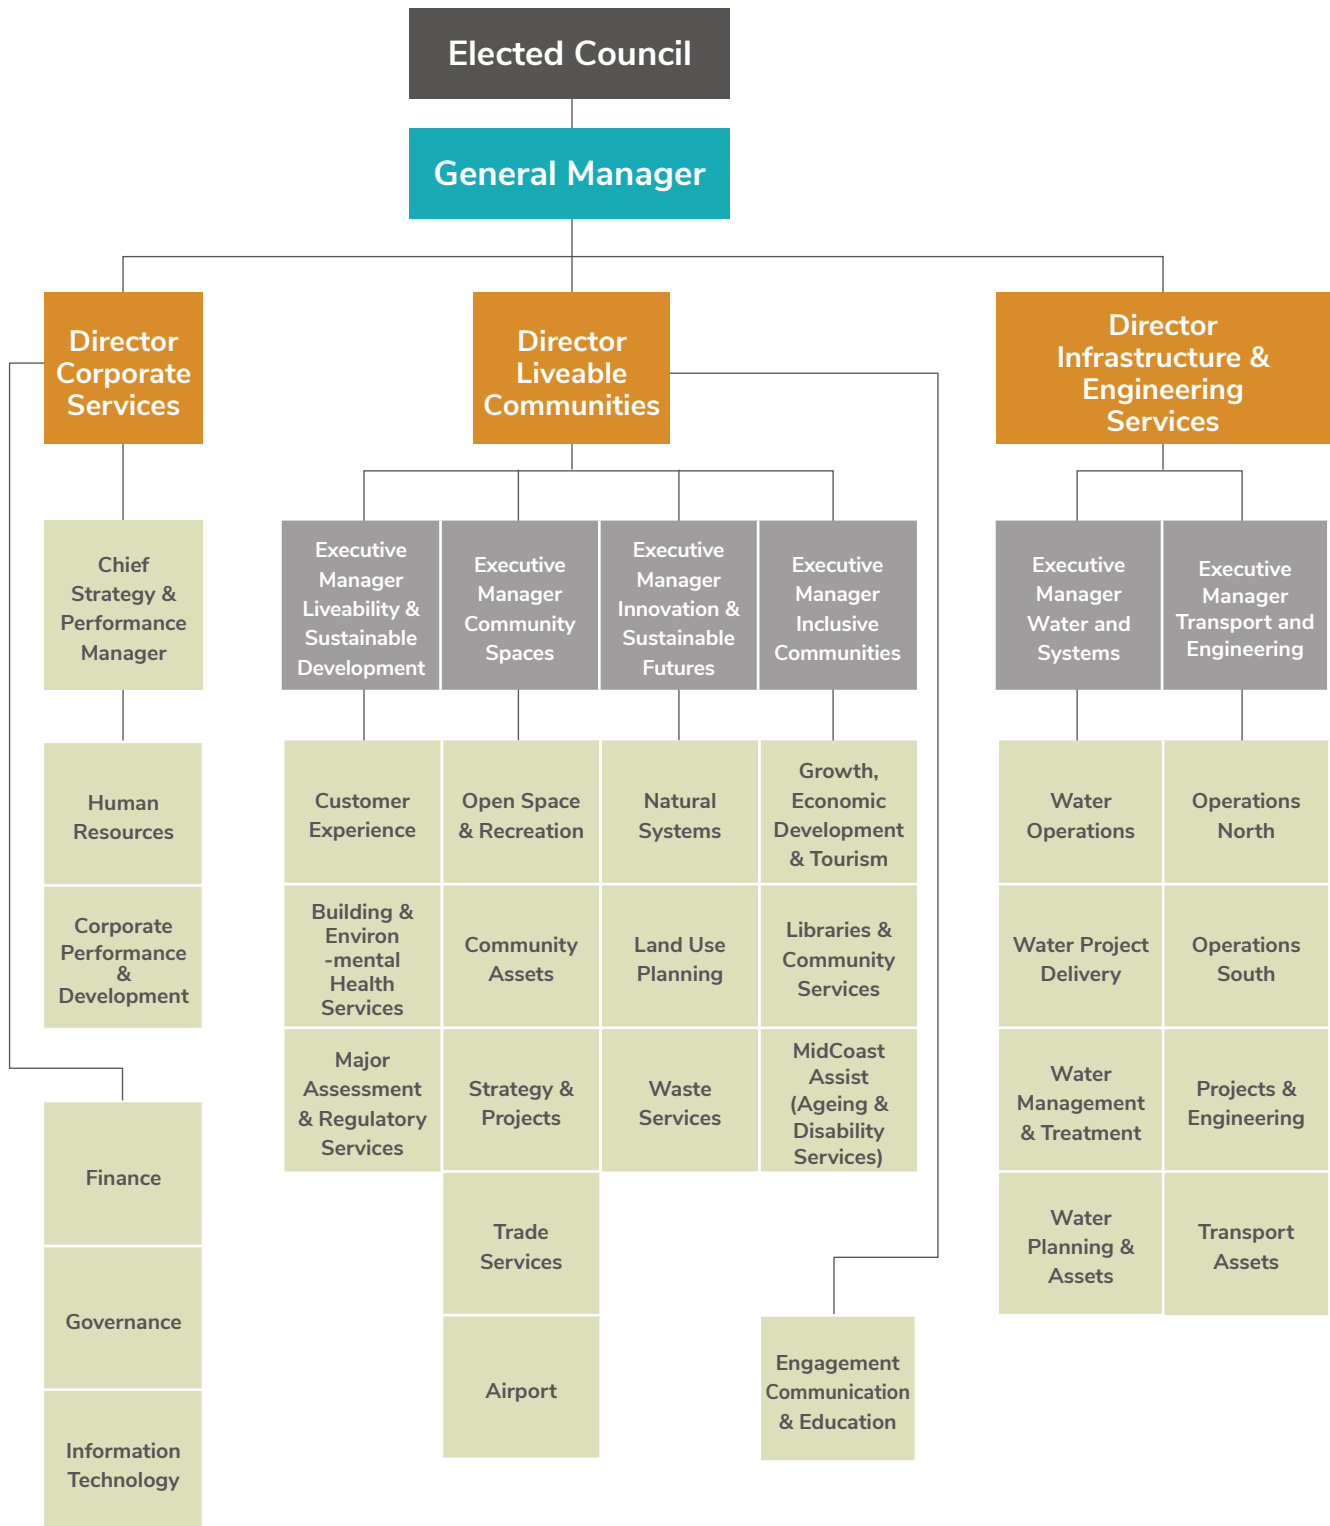 Elected Council
General Manager
Director
Corporate
Services
Director
Liveable
Communities
Director
Infrastructure &
Engineering
Services
Chief
Strategy &
Performance
Manager
Executive
Manager
Liveability &
Sustainable
Development
Executive
Manager
Community
Spaces
Executive
Manager
Innovation &
Sustainable
Futures
Executive
Manager
Inclusive
Communities
Executive
Manager
Water and
Systems
Executive
Manager
Transport and
Engineering
Human
Resources
Corporate
Performance
&
Development
Finance
Governance
Information
Technology
Customer
Experience
Building &
Environ
-mental
Health
Services
Major
Assessment
& Regulatory
Services
Open Space
& Recreation
Community
Assets
Strategy &
Projects
Trade
Services
Airport
Natural
Systems
Land Use
Planning
Waste
Services
Growth,
Economic
Development
& Tourism
Libraries &
Community
Services
MidCoast
Assist
(Ageing &
Disability
Services)
Engagement
Communication
& Education
Water
Operations
Water Project
Delivery
Water
Management
& Treatment
Water
Planning &
Assets
Operations
North
Operations
South
Projects &
Engineering
Transport
Assets